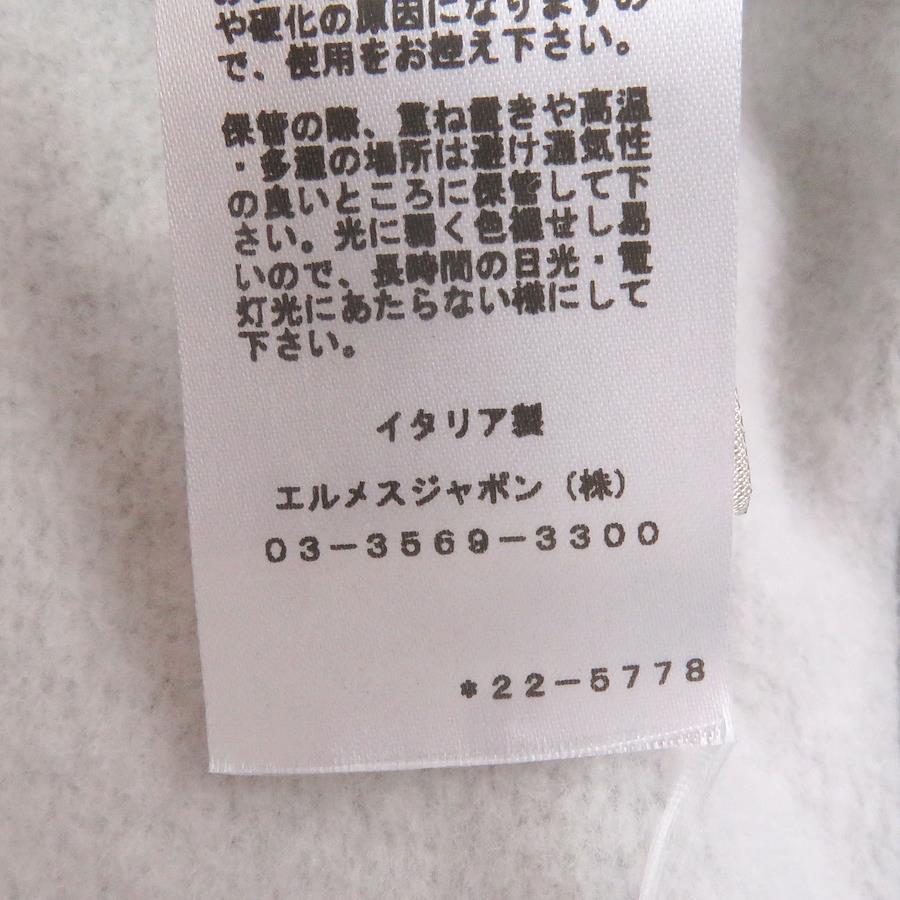 や硬化の原因になりますの
で、使用をお控え下さい。
保管の際、重ね置きや高温
・多湿の場所は避け通気性
の良いところに保管して下
さい。光に弱く色褪せし易
いので、長時間の日光・電
灯光にあたらない様にして
下さい。
イタリア製
エルメスジャポン（株）
03-3569-3300
*22-5778